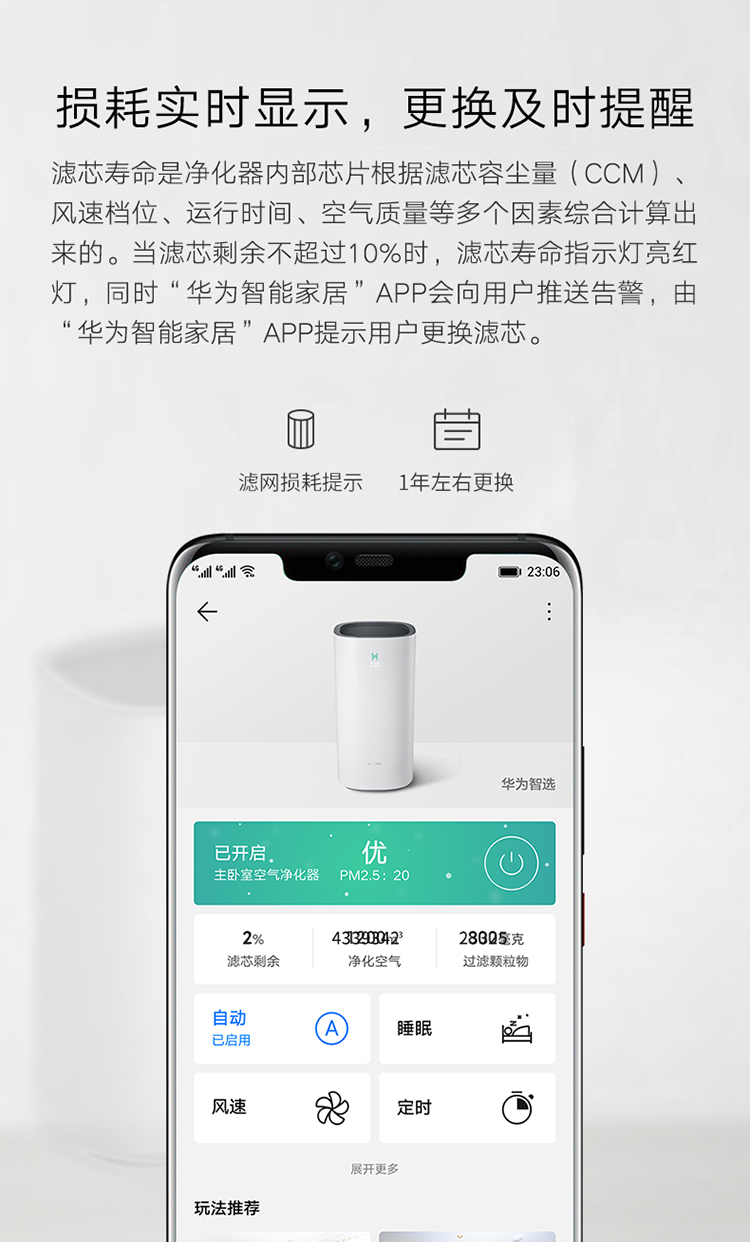 损耗实时显示，更换及时提醒
滤芯寿命是净化器内部芯片根据滤芯容尘量（CCM）、
风速档位、运行时间、空气质量等多个因素综合计算出
来的。当滤芯剩余不超过10%时，滤芯寿命指示灯亮红
灯，同时“华为智能家居”APP会向用户推送告警，由
“华为智能家居”APP提示用户更换滤芯。
滤网损耗提示 1年左右更换
4G 4G 23:06
华为智选
已开启 优
主卧室空气净化器 PM2.5：20
2%
滤芯剩余 净化空气 过滤颗粒物
自动 A 睡眠
已启用
风速 定时
展开更多
玩法推荐